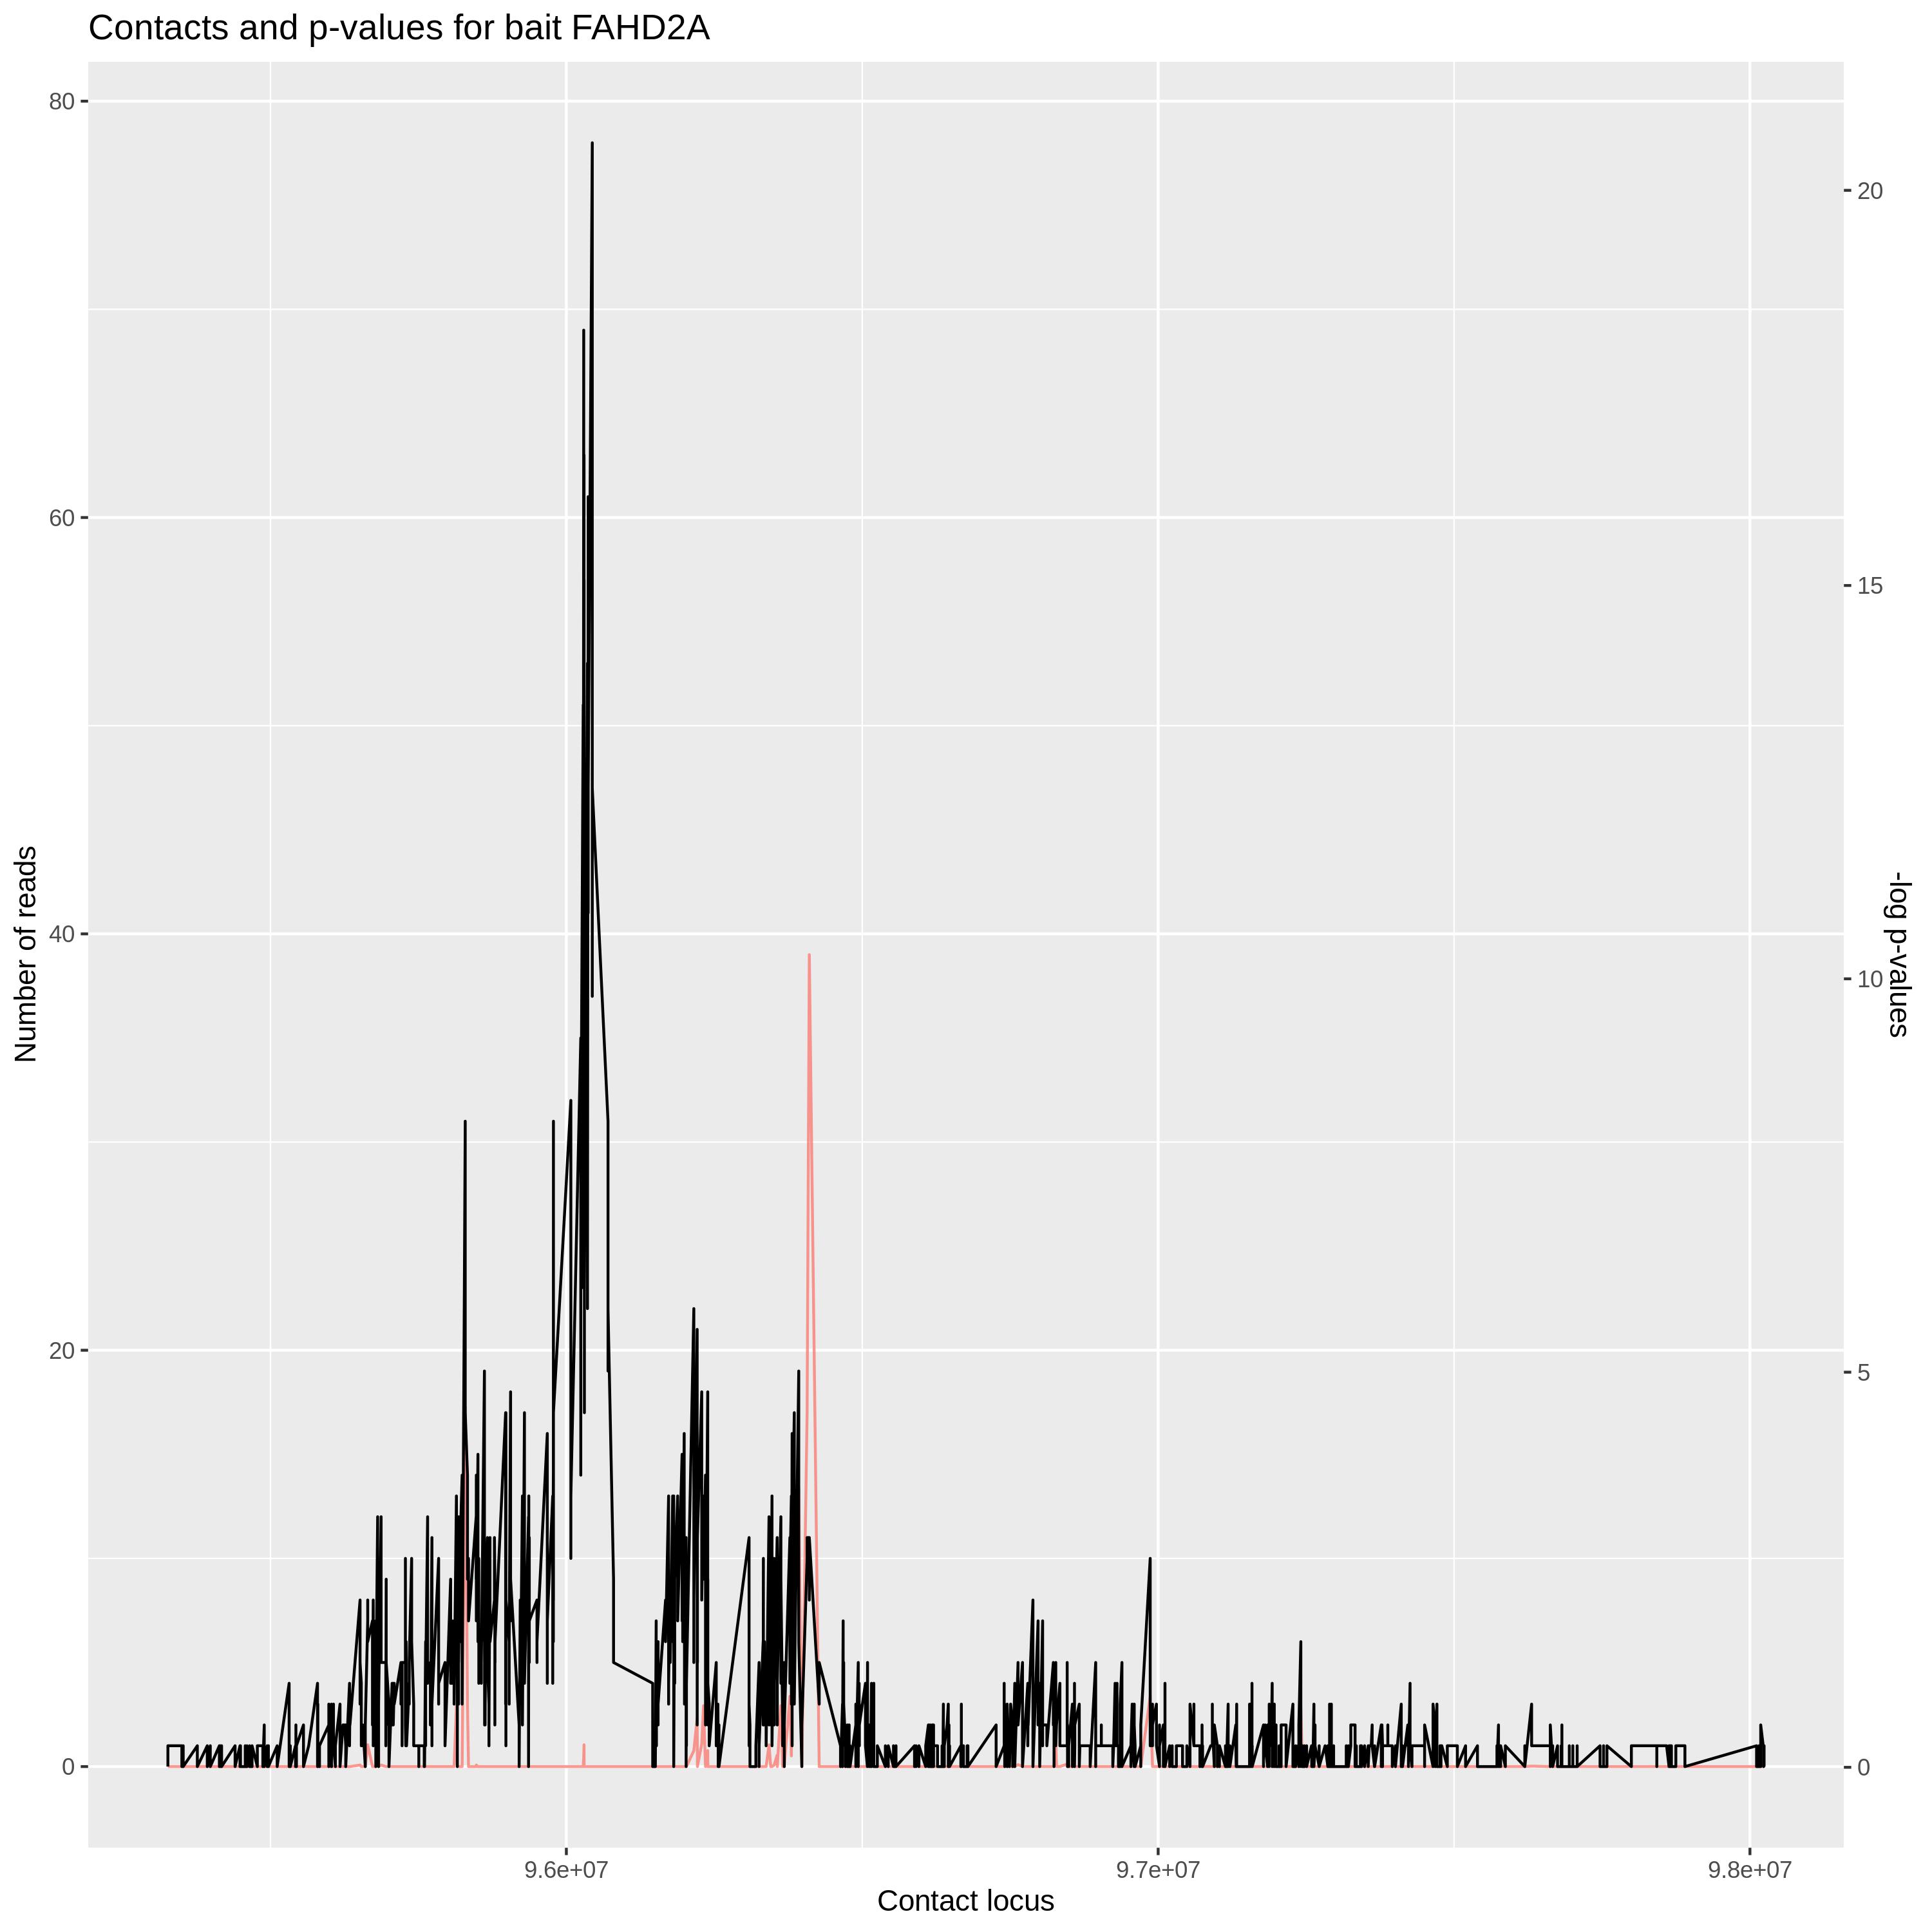 Contacts and p-values for bait FAHD2A
80
60
40
20
0
Number of reads
20
15
10
5
0
-log p-values
9.6e+07
9.7e+07
9.8e+07
Contact locus